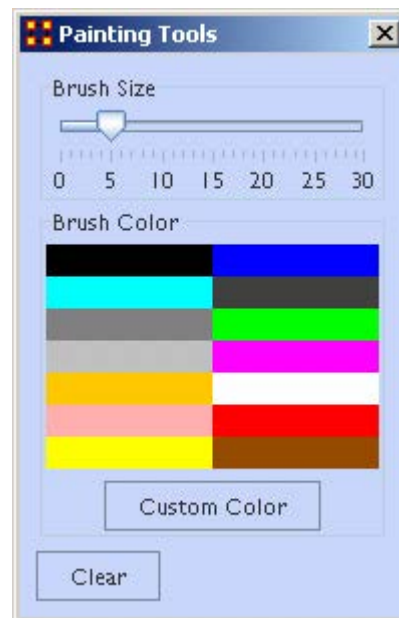 Painting Tools
Brush Size
0 5 10 15 20 25 30
Brush Color
Custom Color
Clear